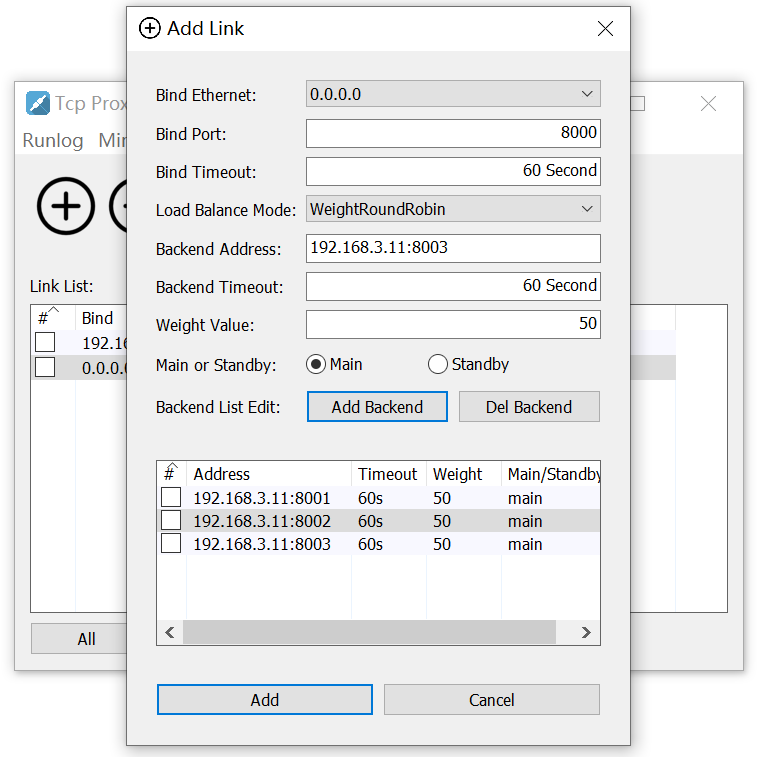 Add Link
Tcp Prox
Runlog Min
Bind Ethernet: 0.0.0.0
Bind Port: 8000
Bind Timeout: 60 Second
Load Balance Mode: WeightRoundRobin
Backend Address: 192.168.3.11:8003
Backend Timeout: 60 Second
Weight Value: 50
Main or Standby: Main Standby
Backend List Edit: Add Backend Del Backend
Link List:
# Bind
192.16
0.0.0.0
# Address Timeout Weight Main/Standby
192.168.3.11:8001 60s 50 main
192.168.3.11:8002 60s 50 main
192.168.3.11:8003 60s 50 main
All
Add Cancel